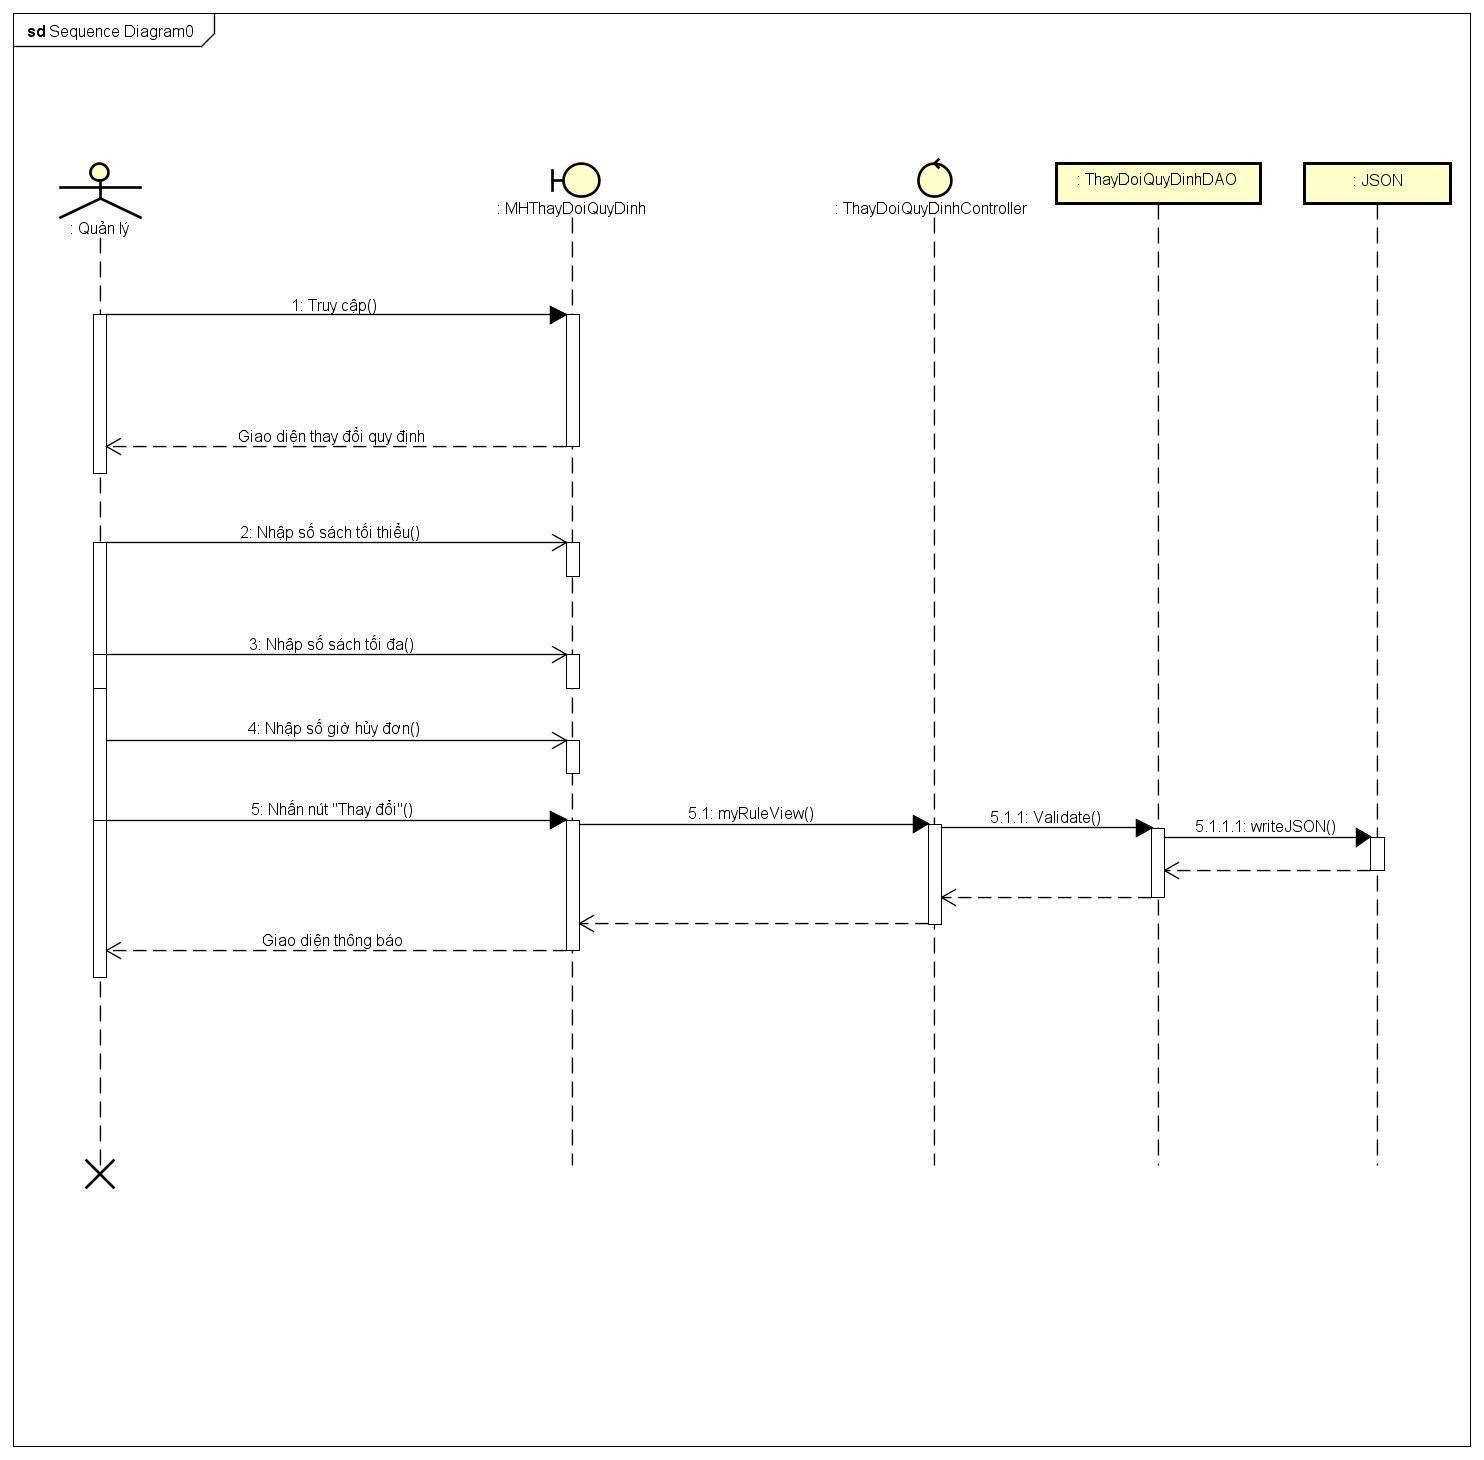 sd Sequence Diagram0
: Quản lý
: MHThayDoiQuyDinh
: ThayDoiQuyDinhController
: ThayDoiQuyDinhDAO
: JSON
1: Truy cập()
Giao diện thay đổi quy định
2: Nhập số sách tối thiểu()
3: Nhập số sách tối đa()
4: Nhập số giờ hủy đơn()
5: Nhấn nút "Thay đổi"()
5.1: myRuleView()
5.1.1: Validate()
5.1.1.1: writeJSON()
Giao diện thông báo